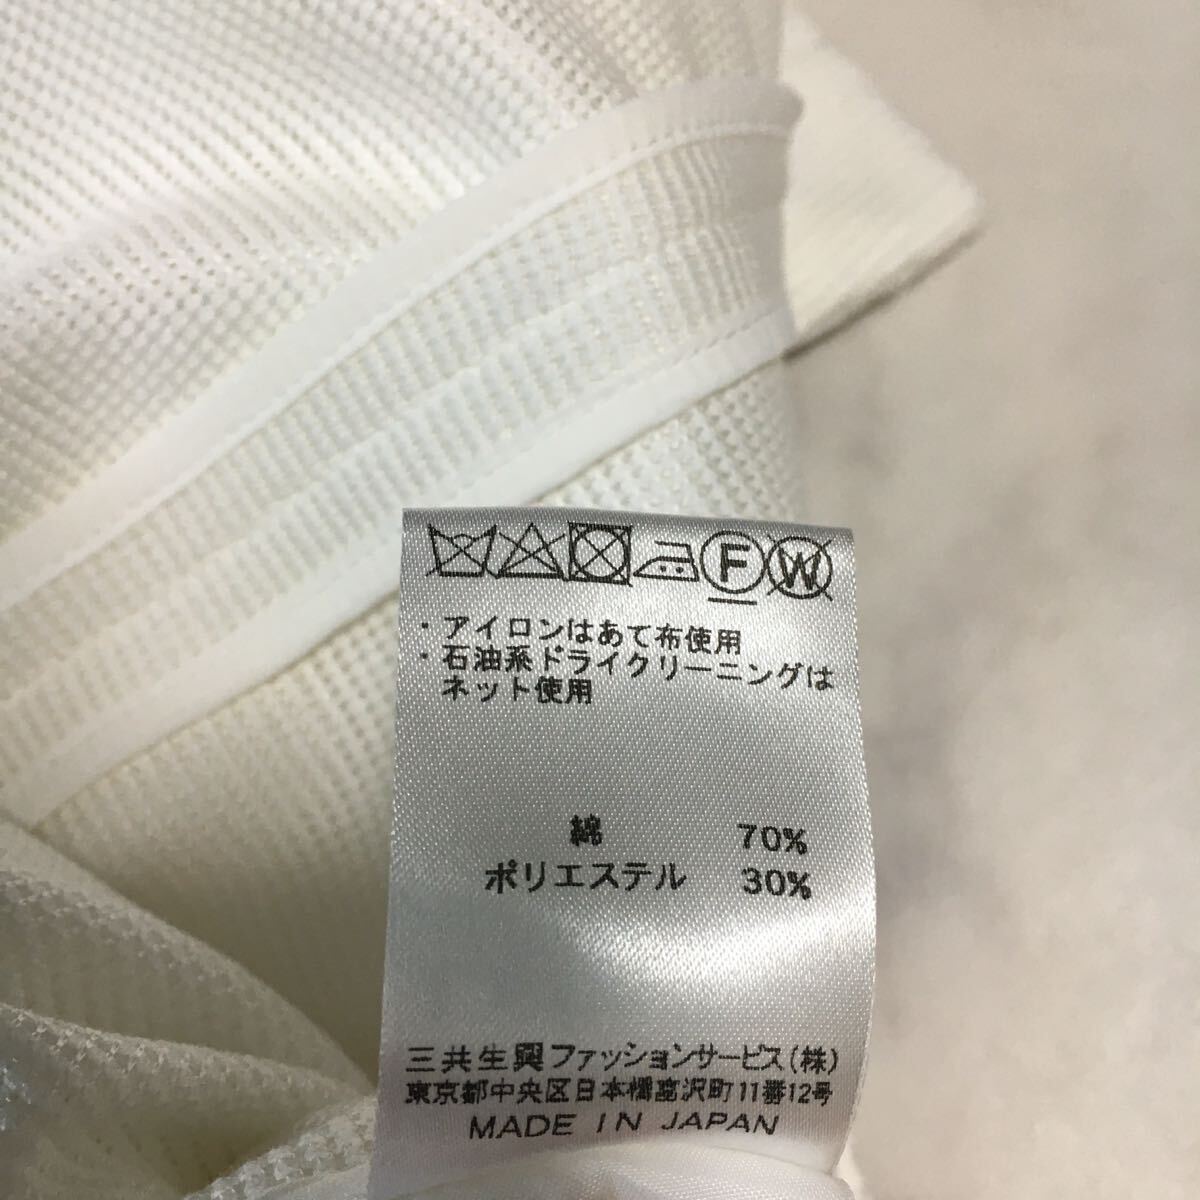 F W
・アイロンはあて布使用
・石油系ドライクリーニングは
ネット使用
綿 70%
ポリエステル 30%
三共生興ファッションサービス(株)
東京都中央区日本橋富沢町11番12号
MADE IN JAPAN